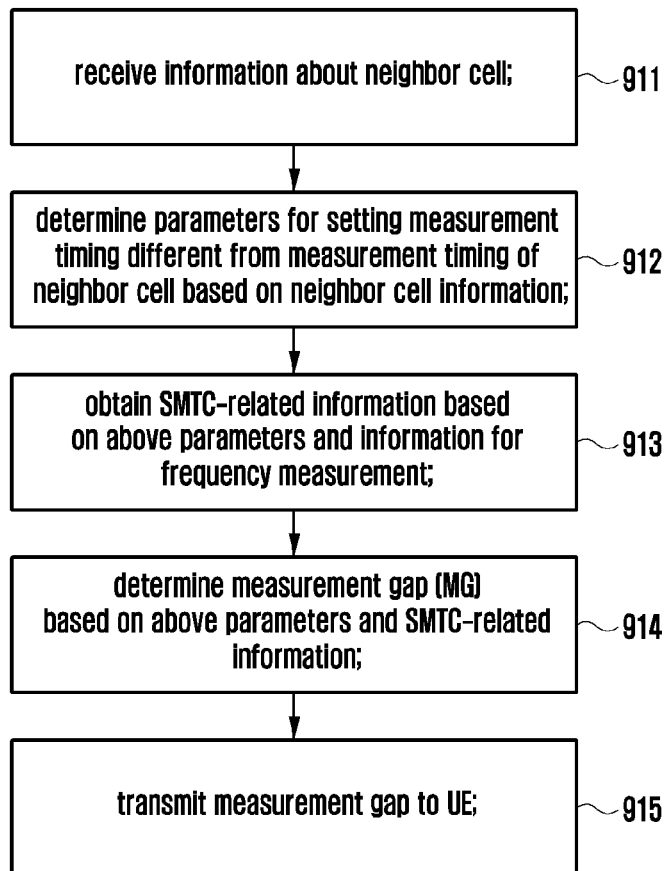 receive information about neighbor cell;
911
determine parameters for setting measurement
timing different from measurement timing of
neighbor cell based on neighbor cell information;
912
obtain SMTC-related information based
on above parameters and information for
frequency measurement;
913
determine measurement gap (MG)
based on above parameters and SMTC-related
information;
914
transmit measurement gap to UE;
915